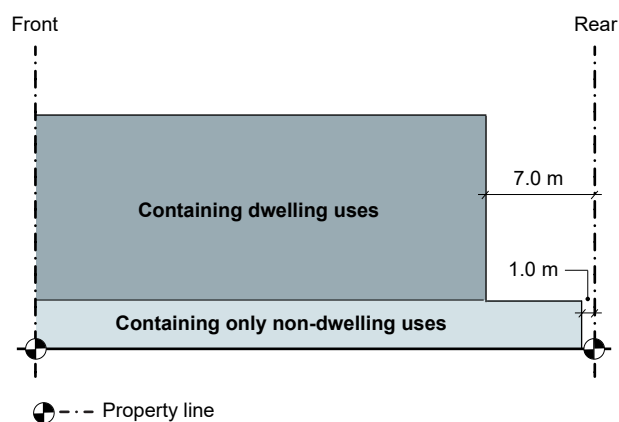 Front
Rear
7.0 m
Containing dwelling uses
1.0 m
Containing only non-dwelling uses
Property line